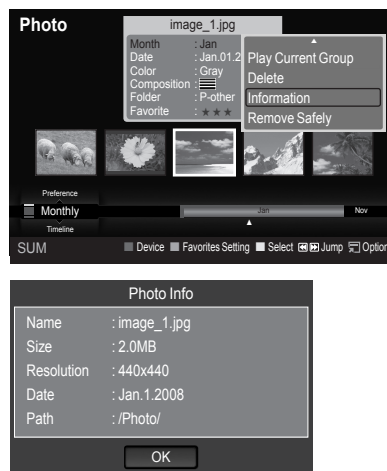 Photo
image_1.jpg
Month : Jan
Date : Jan.01.2
Color : Gray
Composition :
Folder : P-other
Favorite : ★ ★ ★
Play Current Group
Delete
Information
Remove Safely
Preference
Monthly
Timeline
Jan
Nov
SUM
Device Favorites Setting Select Jump Option
Photo Info
Name : image_1.jpg
Size : 2.0MB
Resolution : 440x440
Date : Jan.1.2008
Path : /Photo/
OK